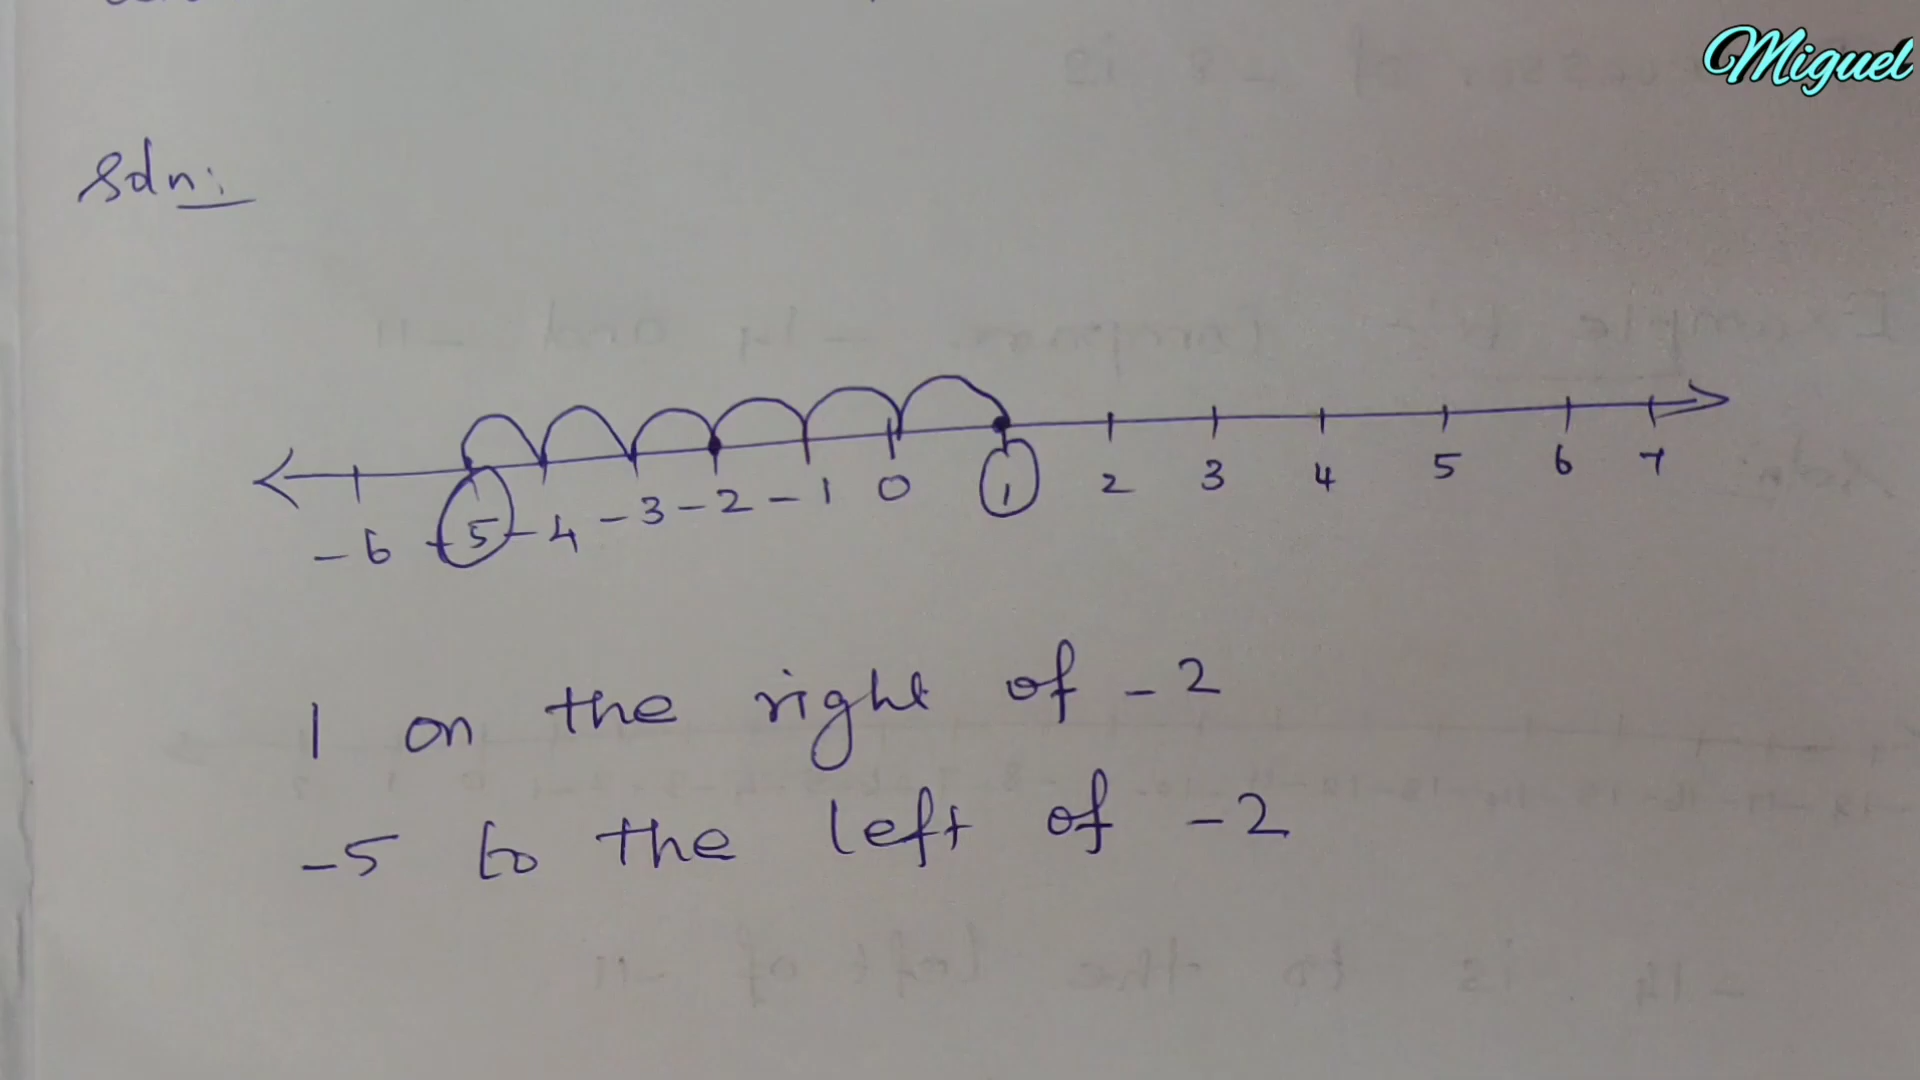 Miguel
Soln:
-6 -5 -4 -3 -2 -1 0 1 2 3 4 5 6 7
1 on the right of -2
-5 to the left of -2